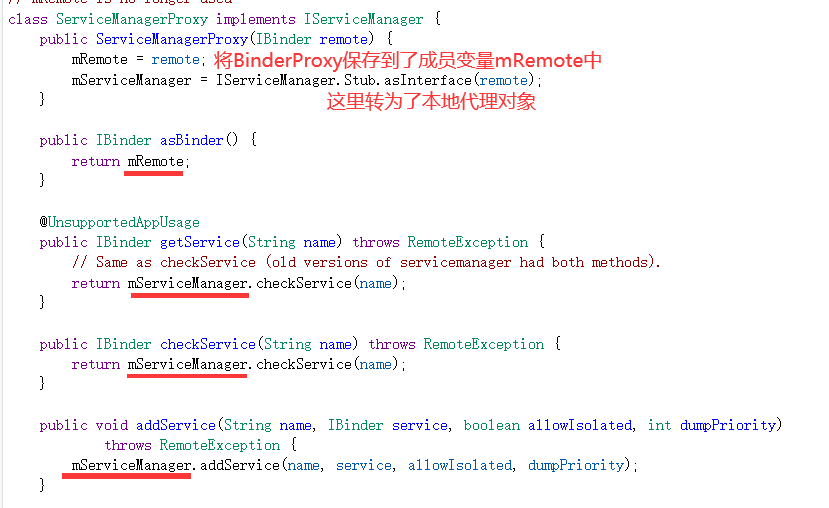 // mRemote is no longer used
class ServiceManagerProxy implements IServiceManager {
public ServiceManagerProxy(IBinder remote) {
mRemote = remote; 将BinderProxy保存到了成员变量mRemote中
mServiceManager = IServiceManager.Stub.asInterface(remote);
} 这里转为了本地代理对象
public IBinder asBinder() {
return mRemote;
}
@UnsupportedAppUsage
public IBinder getService(String name) throws RemoteException {
// Same as checkService (old versions of servicemanager had both methods).
return mServiceManager.checkService(name);
}
public IBinder checkService(String name) throws RemoteException {
return mServiceManager.checkService(name);
}
public void addService(String name, IBinder service, boolean allowIsolated, int dumpPriority)
throws RemoteException {
mServiceManager.addService(name, service, allowIsolated, dumpPriority);
}